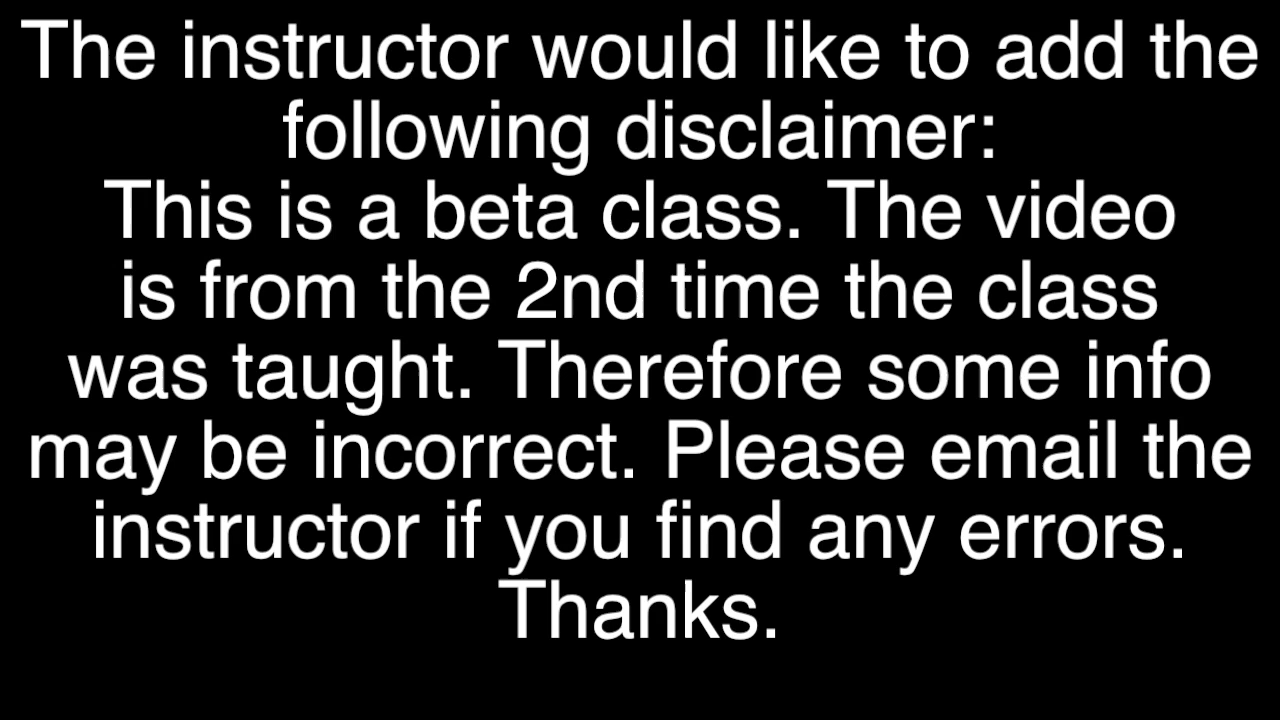 The instructor would like to add the
following disclaimer:
This is a beta class. The video
is from the 2nd time the class
was taught. Therefore some info
may be incorrect. Please email the
instructor if you find any errors.
Thanks.